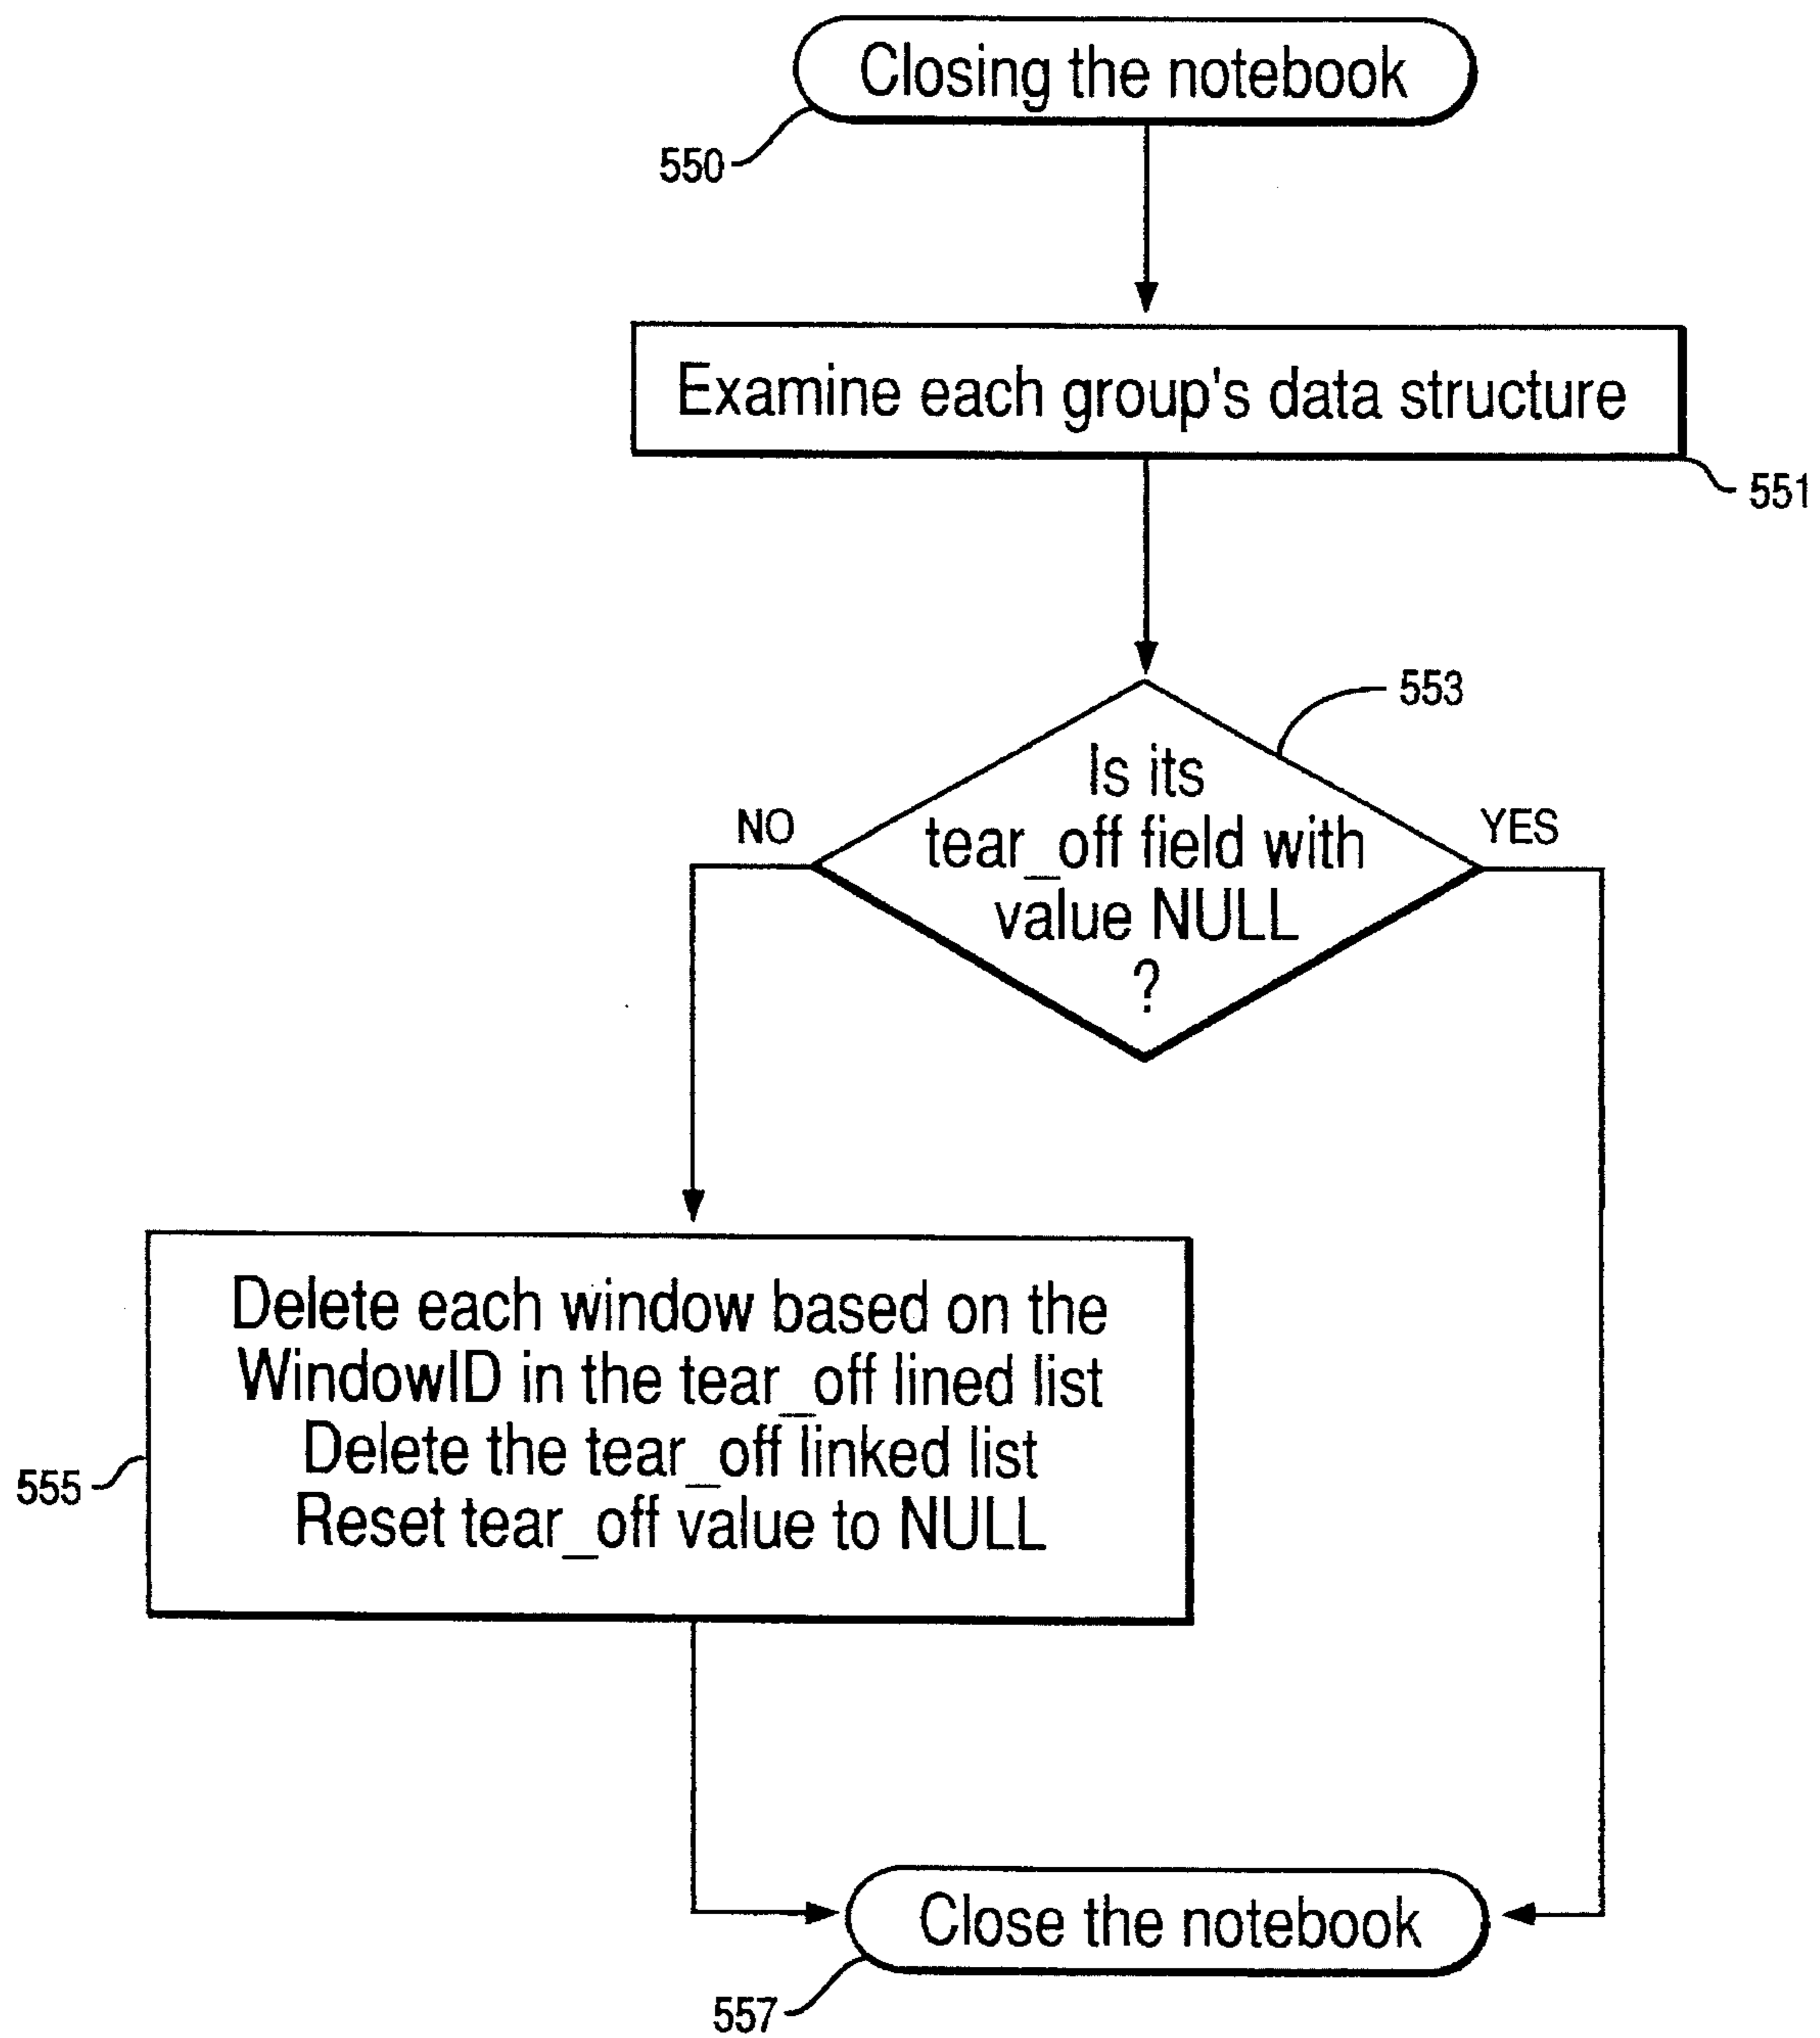 Closing the notebook
550
Examine each group's data structure
551
553
Is its
tear_off field with
value NULL
?
NO
YES
Delete each window based on the
WindowID in the tear_off lined list
Delete the tear_off linked list
Reset tear_off value to NULL
555
Close the notebook
557